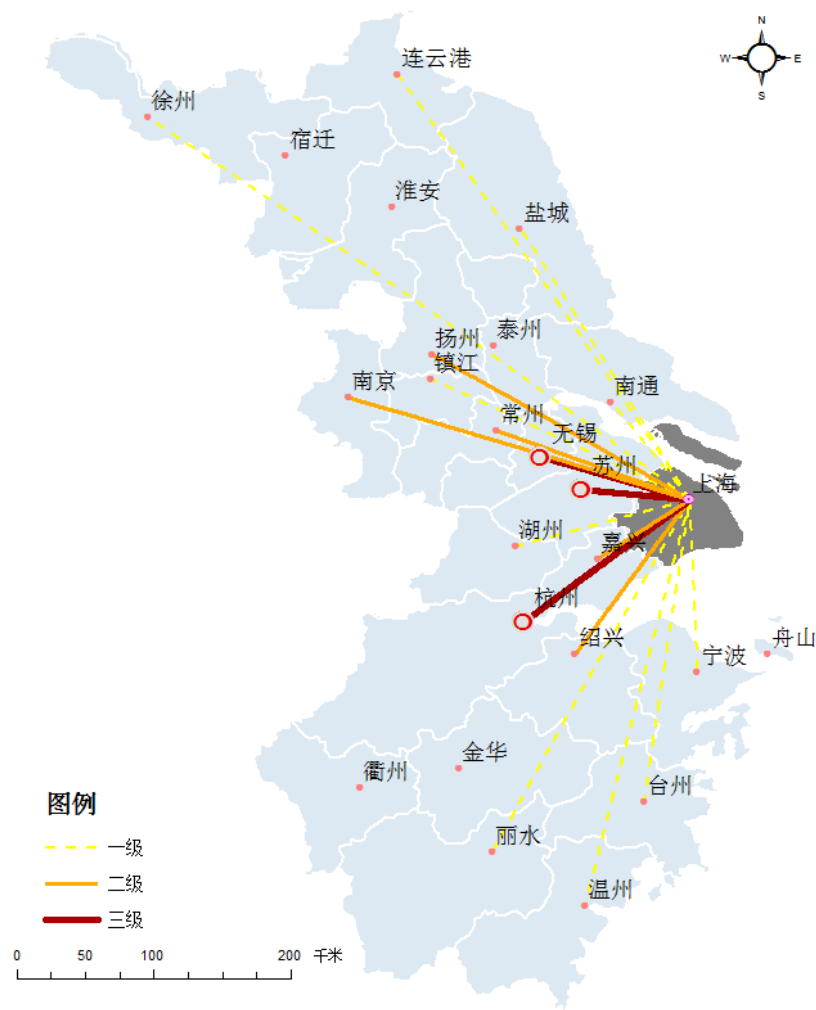 N
连云港
W
E
S
徐州
宿迁
淮安
盐城
泰州
扬州
镇江
南京
南通
常州
无锡
苏州
上海
湖州
嘉兴
杭州
绍兴
舟山
宁波
金华
衢州
台州
图例
丽水
一级
二级
温州
三级
0 50 100 200 千米